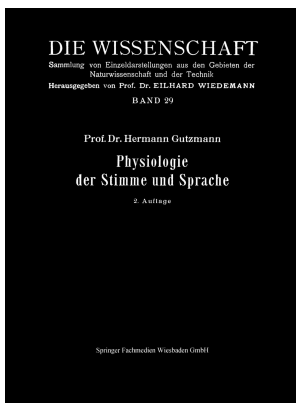 DIE WISSENSCHAFT
Sammlung von Einzeldarstellungen aus den Gebieten der
Naturwissenschaft und der Technik
Herausgegeben von Prof. Dr. EILHARD WIEDEMANN
BAND 29
Prof. Dr. Hermann Gutzmann
Physiologie
der Stimme und Sprache
2. Auflage
Springer Fachmedien Wiesbaden GmbH